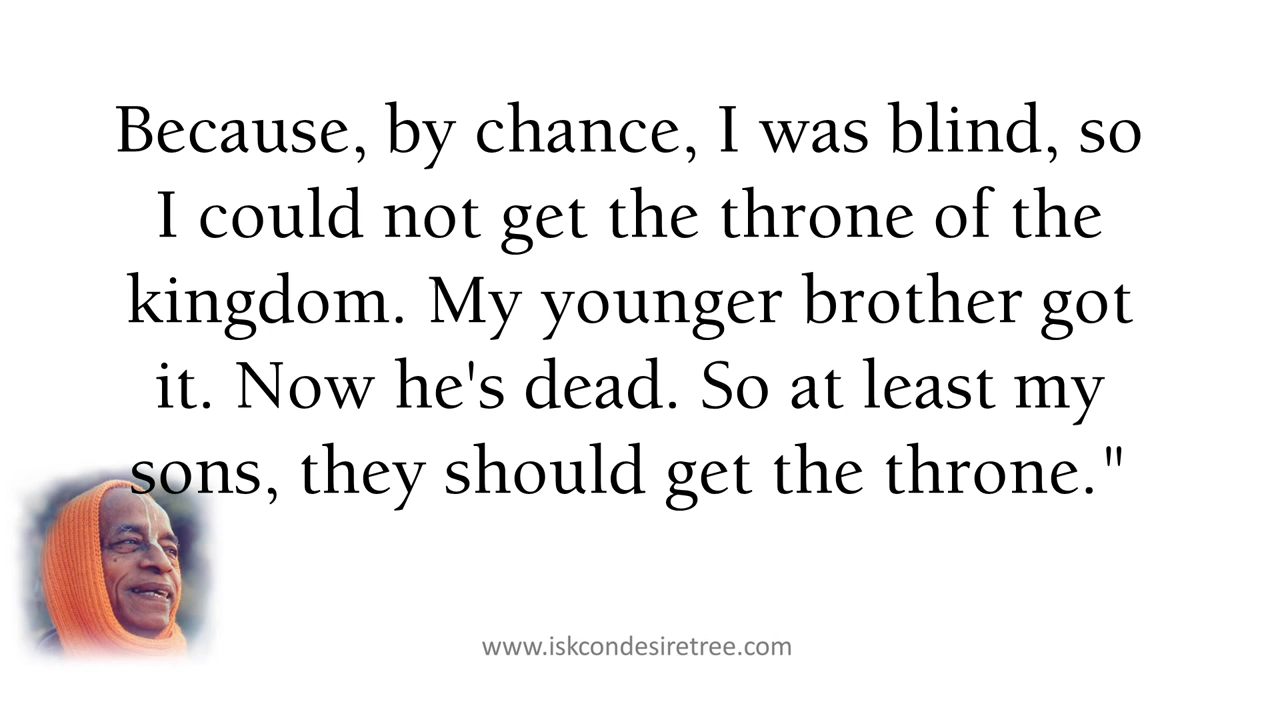 Because, by chance, I was blind, so
I could not get the throne of the
kingdom. My younger brother got
it. Now he's dead. So at least my
sons, they should get the throne."
www.iskcondesiretree.com